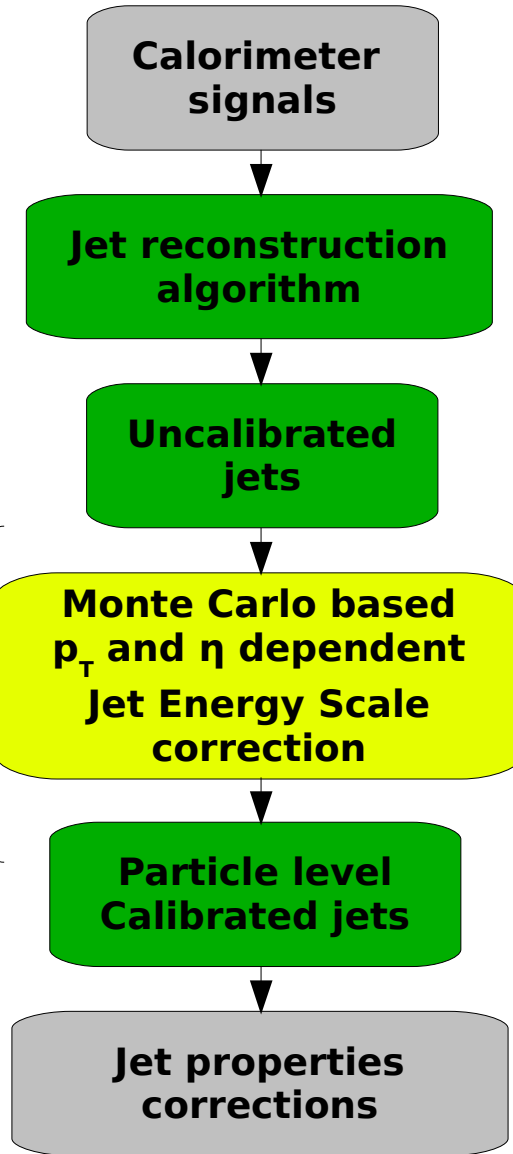 Calorimeter
signals
Jet reconstruction
algorithm
Uncalibrated
jets
Monte Carlo based
p_T and η dependent
Jet Energy Scale
correction
Particle level
Calibrated jets
Jet properties
corrections